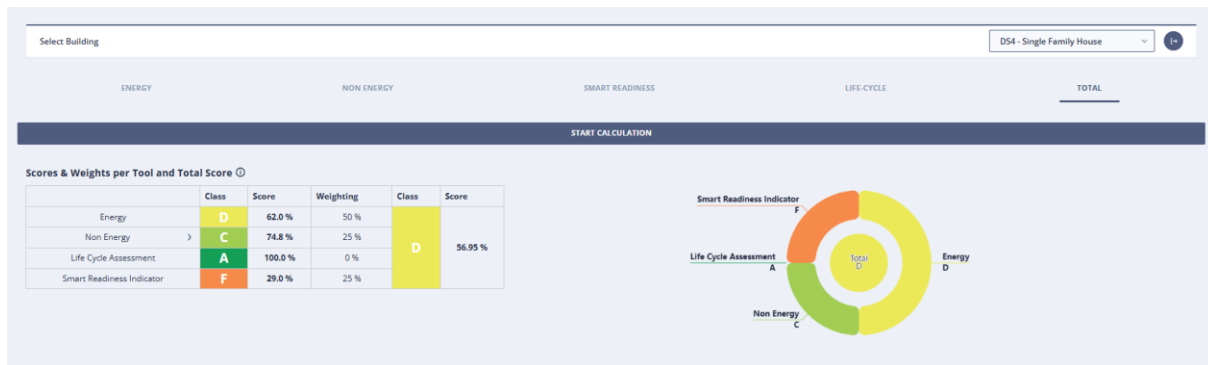 Select Building
DS4 - Single Family House
ENERGY NON ENERGY SMART READINESS LIFE-CYCLE TOTAL
START CALCULATION
Scores & Weights per Tool and Total Score
Class Score Weighting Class Score
Energy D 62.0 % 50 %
Non Energy C 74.8 % 25 %
Life Cycle Assessment A 100.0 % 0 %
Smart Readiness Indicator F 29.0 % 25 %
D 56.95 %
Smart Readiness Indicator
F
Life Cycle Assessment
A
Total
D
Energy
D
Non Energy
C